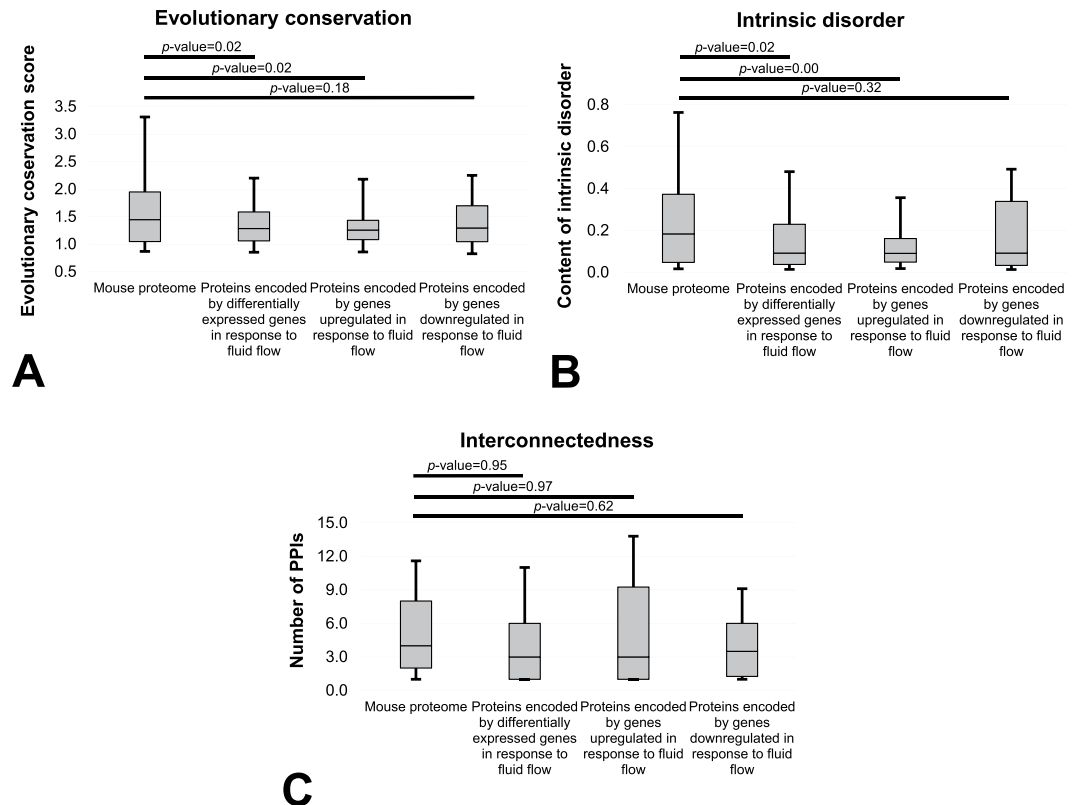 Evolutionary conservation
p-value=0.02
p-value=0.02
p-value=0.18
Evolutionary coservation score
3.5
3.0
2.5
2.0
1.5
1.0
0.5
Mouse proteome
Proteins encoded
by differentially
expressed genes
in response to
fluid flow
Proteins encoded
by genes
upregulated in
response to fluid
flow
Proteins encoded
by genes
downregulated in
response to fluid
flow
A
Intrinsic disorder
p-value=0.02
p-value=0.00
p-value=0.32
Content of intrinsic disorder
0.8
0.6
0.4
0.2
0.0
Mouse proteome
Proteins encoded
by differentially
expressed genes
in response to
fluid flow
Proteins encoded
by genes
upregulated in
response to fluid
flow
Proteins encoded
by genes
downregulated in
response to fluid
flow
B
Interconnectedness
p-value=0.95
p-value=0.97
p-value=0.62
Number of PPIs
15.0
12.0
9.0
6.0
3.0
0.0
Mouse proteome
Proteins encoded
by differentially
expressed genes
in response to
fluid flow
Proteins encoded
by genes
upregulated in
response to fluid
flow
Proteins encoded
by genes
downregulated in
response to fluid
flow
C